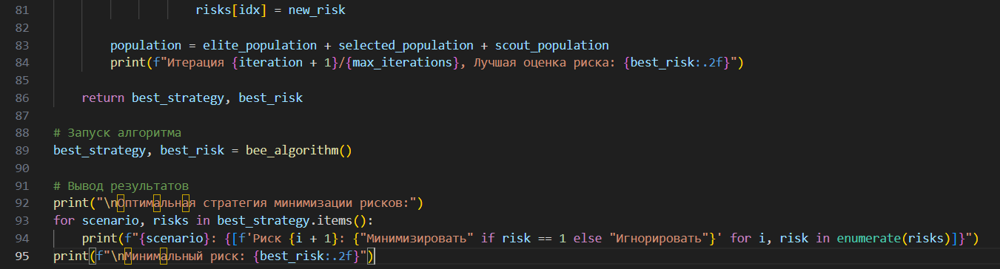 81 risks[idx] = new_risk
82
83 population = elite_population + selected_population + scout_population
84 print(f"Итерация {iteration + 1}/{max_iterations}, Лучшая оценка риска: {best_risk:.2f}")
85
86 return best_strategy, best_risk
87
88 # Запуск алгоритма
89 best_strategy, best_risk = bee_algorithm()
90
91 # Вывод результатов
92 print("\nОптимальная стратегия минимизации рисков:")
93 for scenario, risks in best_strategy.items():
94 print(f"{scenario}: {[f'Риск {i + 1}: {"Минимизировать" if risk == 1 else "Игнорировать"}' for i, risk in enumerate(risks)]}")
95 print(f"\nМинимальный риск: {best_risk:.2f}")